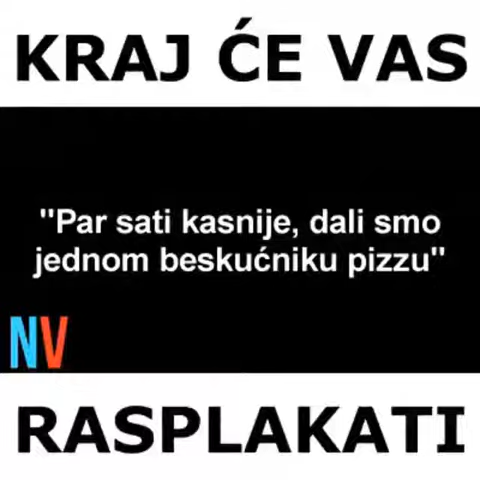 KRAJ ĆE VAS
"Par sati kasnije, dali smo
jednom beskućniku pizzu"
NV
RASPLAKATI